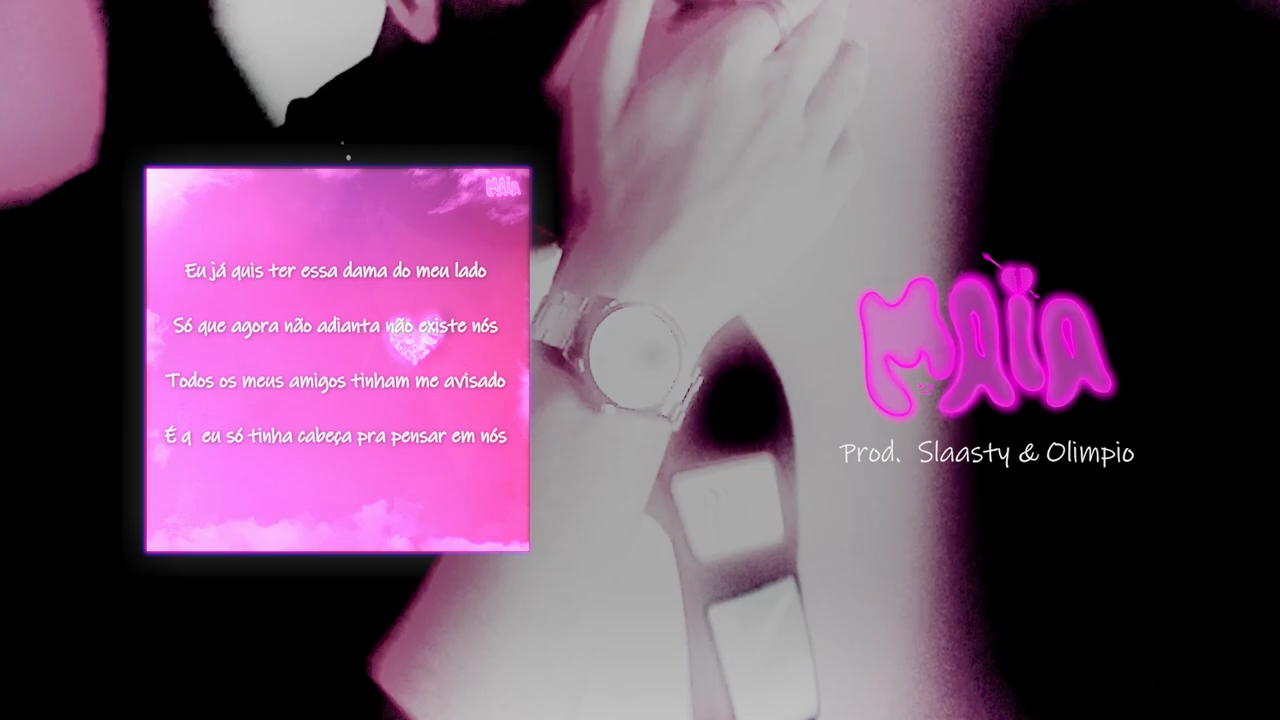 MAIA
Eu já quis ter essa dama do meu lado
Só que agora não adianta não existe nós
Todos os meus amigos tinham me avisado
É q eu só tinha cabeça pra pensar em nós
MAIA
Prod. Slaasty & Olimpio